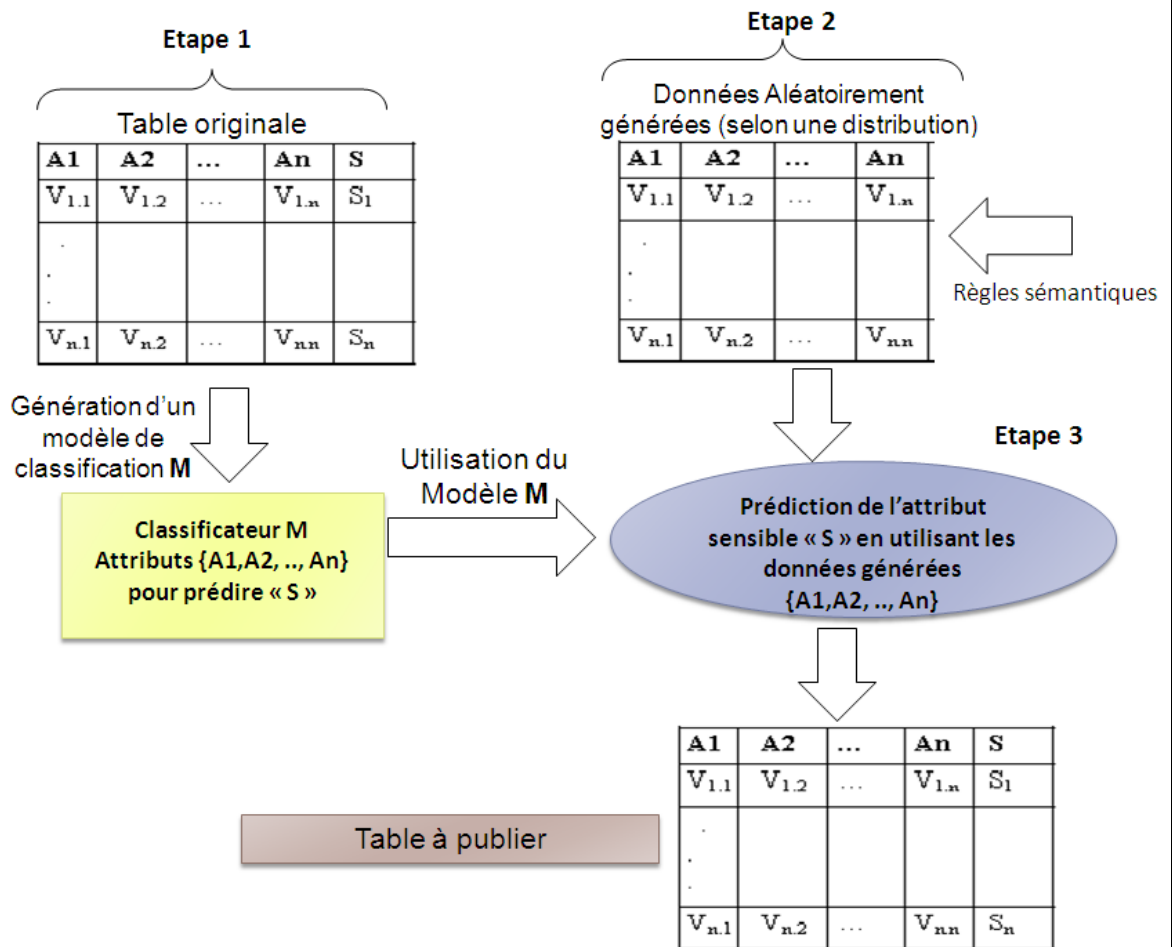 Etape 1
Table originale
A1 A2 ... An S
V1.1 V1.2 ... V1.n S1
.
.
.
Vn.1 Vn.2 ... Vn.n Sn
Génération d'un
modèle de
classification M
Classificateur M
Attributs {A1,A2, .., An}
pour prédire « S »
Utilisation du
Modèle M
Etape 2
Données Aléatoirement
générées (selon une distribution)
A1 A2 ... An
V1.1 V1.2 ... V1.n
.
.
.
Vn.1 Vn.2 ... Vn.n
Règles sémantiques
Etape 3
Prédiction de l'attribut
sensible « S » en utilisant les
données générées
{A1,A2, .., An}
Table à publier
A1 A2 ... An S
V1.1 V1.2 ... V1.n S1
.
.
.
Vn.1 Vn.2 ... Vn.n Sn